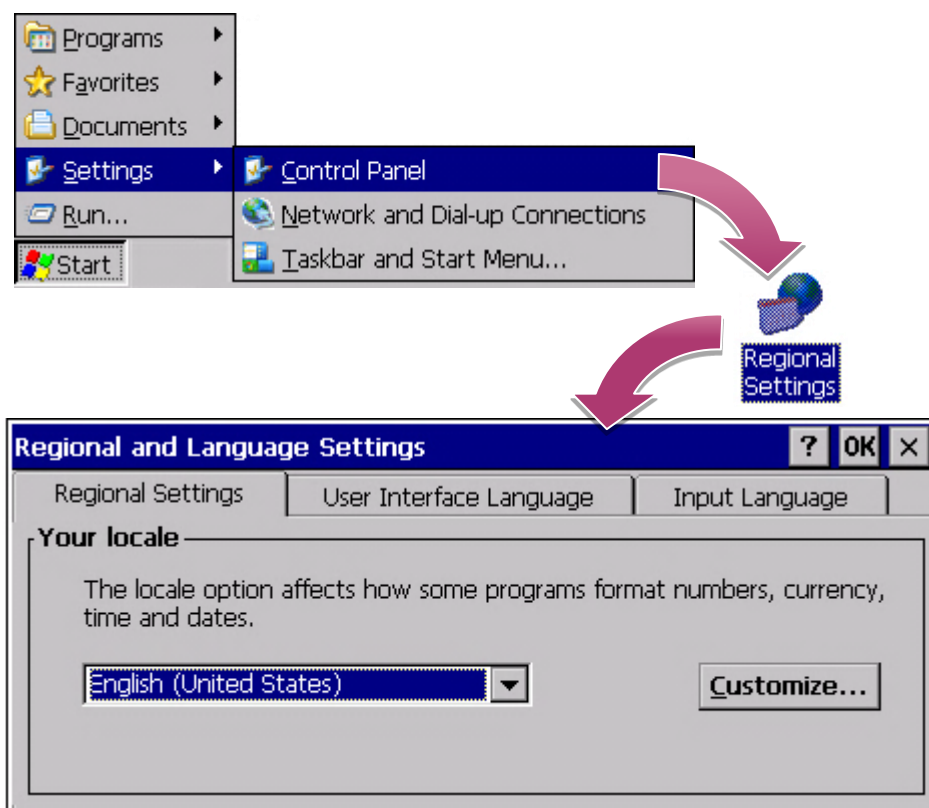 Programs
Favorites
Documents
Settings
Control Panel
Run...
Network and Dial-up Connections
Start
Taskbar and Start Menu...
Regional
Settings
Regional and Language Settings ? OK ×
Regional Settings User Interface Language Input Language
Your locale
The locale option affects how some programs format numbers, currency,
time and dates.
English (United States) Customize...